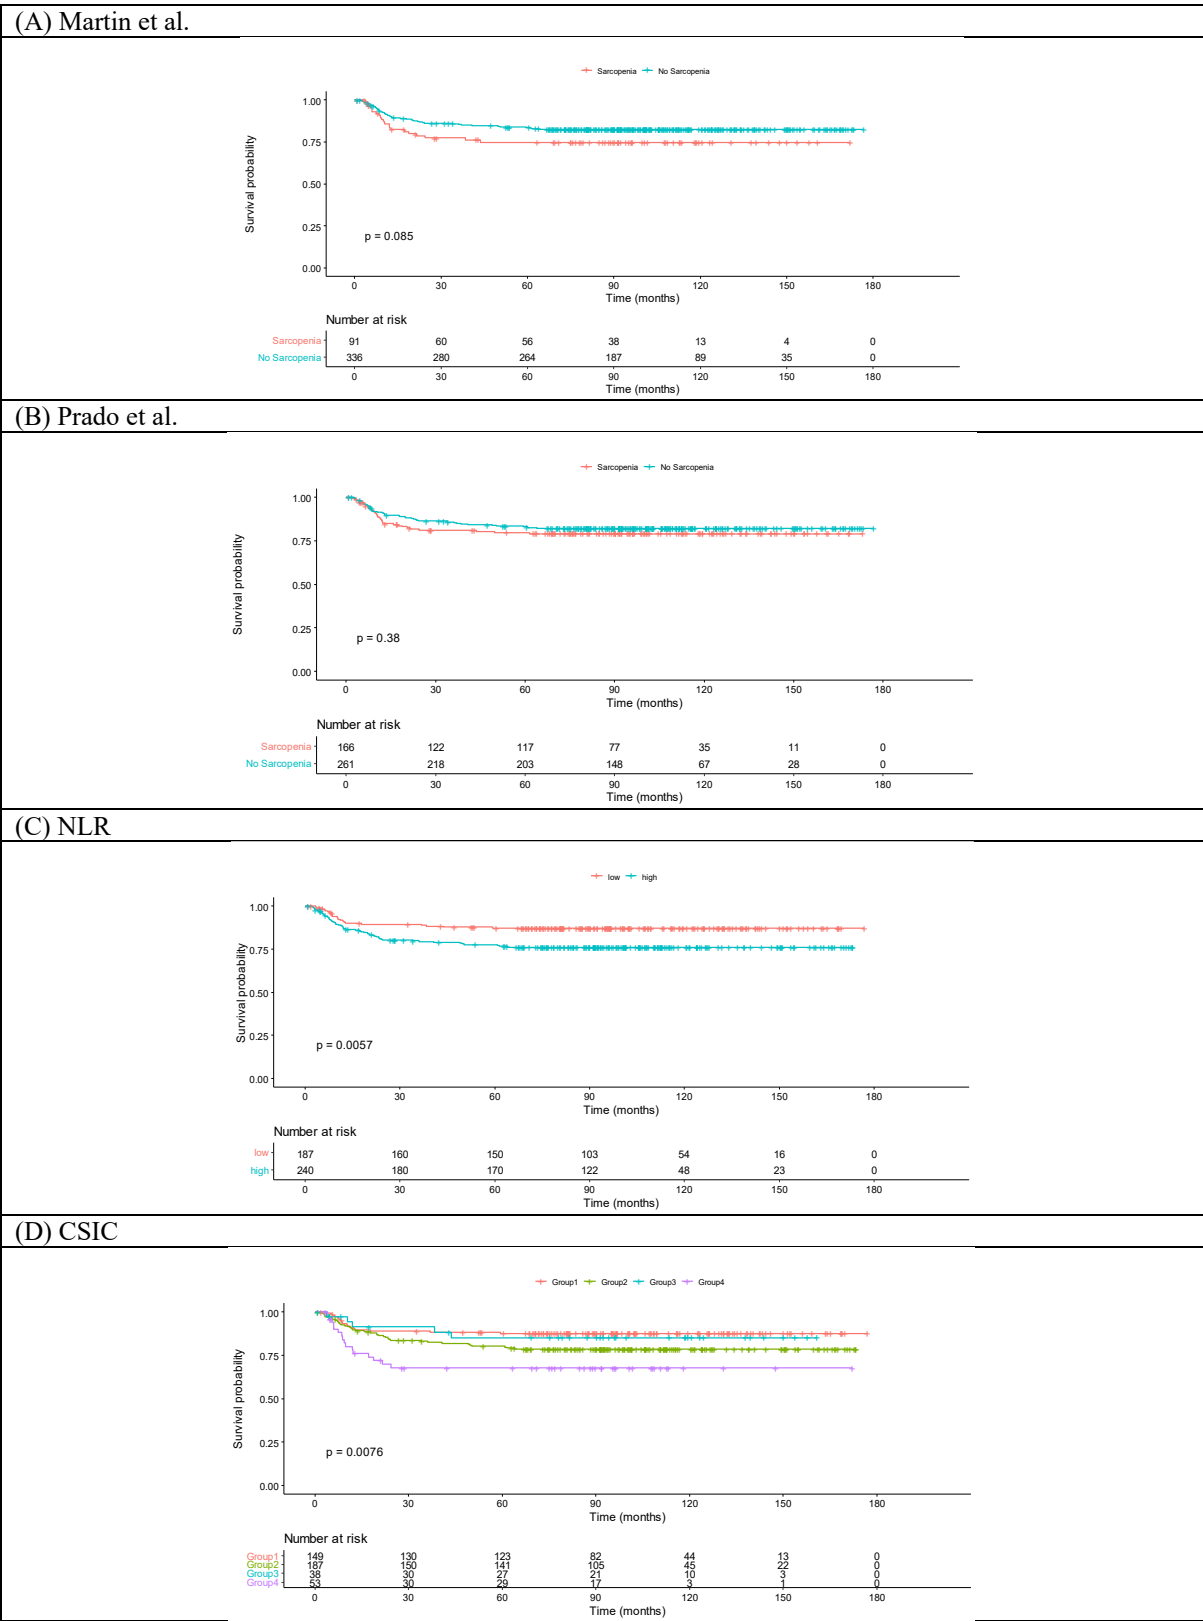 (A) Martin et al.
Sarcopenia No Sarcopenia
Survival probability
1.00
0.75
0.50
0.25
0.00
p = 0.085
0 30 60 90 120 150 180
Time (months)
Number at risk
Sarcopenia 91 60 56 38 13 4 0
No Sarcopenia 336 280 264 187 89 35 0
0 30 60 90 120 150 180
Time (months)
(B) Prado et al.
Sarcopenia No Sarcopenia
Survival probability
1.00
0.75
0.50
0.25
0.00
p = 0.38
0 30 60 90 120 150 180
Time (months)
Number at risk
Sarcopenia 166 122 117 77 35 11 0
No Sarcopenia 261 218 203 148 67 28 0
0 30 60 90 120 150 180
Time (months)
(C) NLR
low high
Survival probability
1.00
0.75
0.50
0.25
0.00
p = 0.0057
0 30 60 90 120 150 180
Time (months)
Number at risk
low 187 160 150 103 54 16 0
high 240 180 170 122 48 23 0
0 30 60 90 120 150 180
Time (months)
(D) CSIC
Group1 Group2 Group3 Group4
Survival probability
1.00
0.75
0.50
0.25
0.00
p = 0.0076
0 30 60 90 120 150 180
Time (months)
Number at risk
Group1 149 130 123 82 44 13 0
Group2 187 150 141 105 45 22 0
Group3 38 30 27 21 10 3 0
Group4 53 30 29 17 3 1 0
0 30 60 90 120 150 180
Time (months)